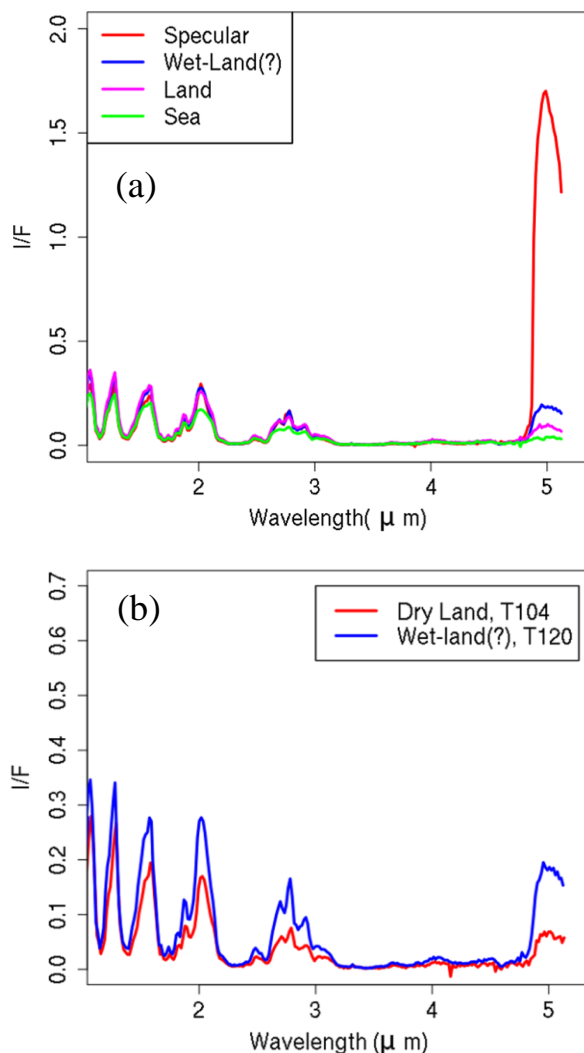 2.0
1.5
1.0
0.5
0.0
I/F
Specular
Wet-Land(?)
Land
Sea
(a)
2
3
4
5
Wavelength( μ m)
0.7
0.6
0.5
0.4
0.3
0.2
0.1
0.0
I/F
(b)
Dry Land, T104
Wet-land(?), T120
2
3
4
5
Wavelength (μ m)